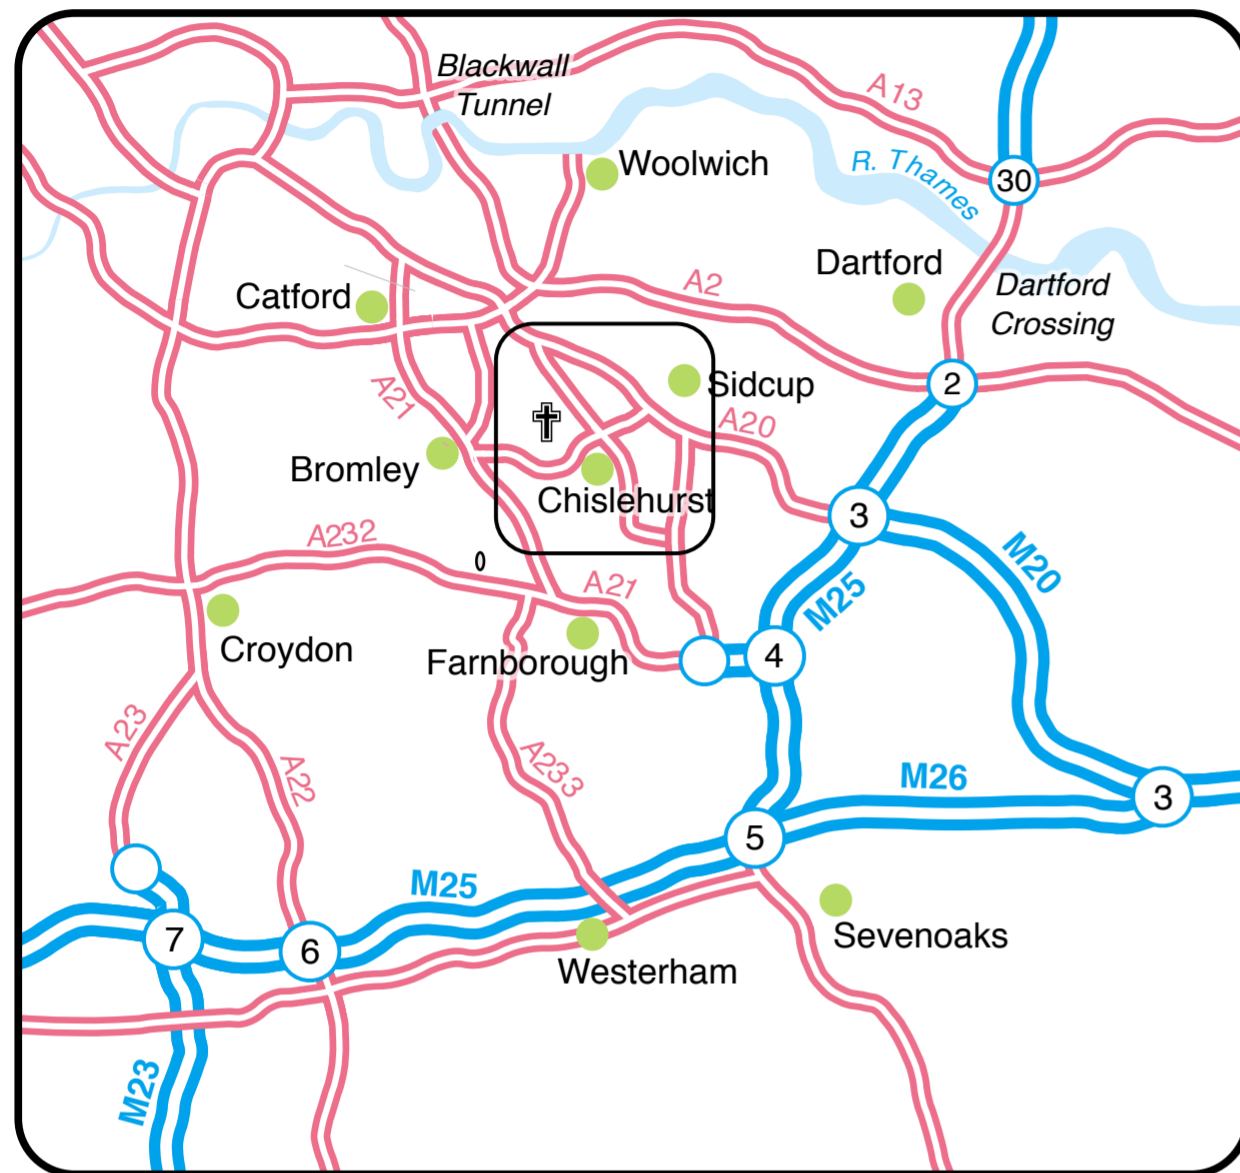 Blackwall
Tunnel
A13
Woolwich
R. Thames
30
Dartford
Dartford
Crossing
A2
Catford
Sidcup
2
A21
A20
Bromley
Chislehurst
3
A232
0
M20
A21
M25
Croydon
Farnborough
4
A23
A22
A233
M26
3
5
M25
Sevenoaks
7
6
Westerham
M23